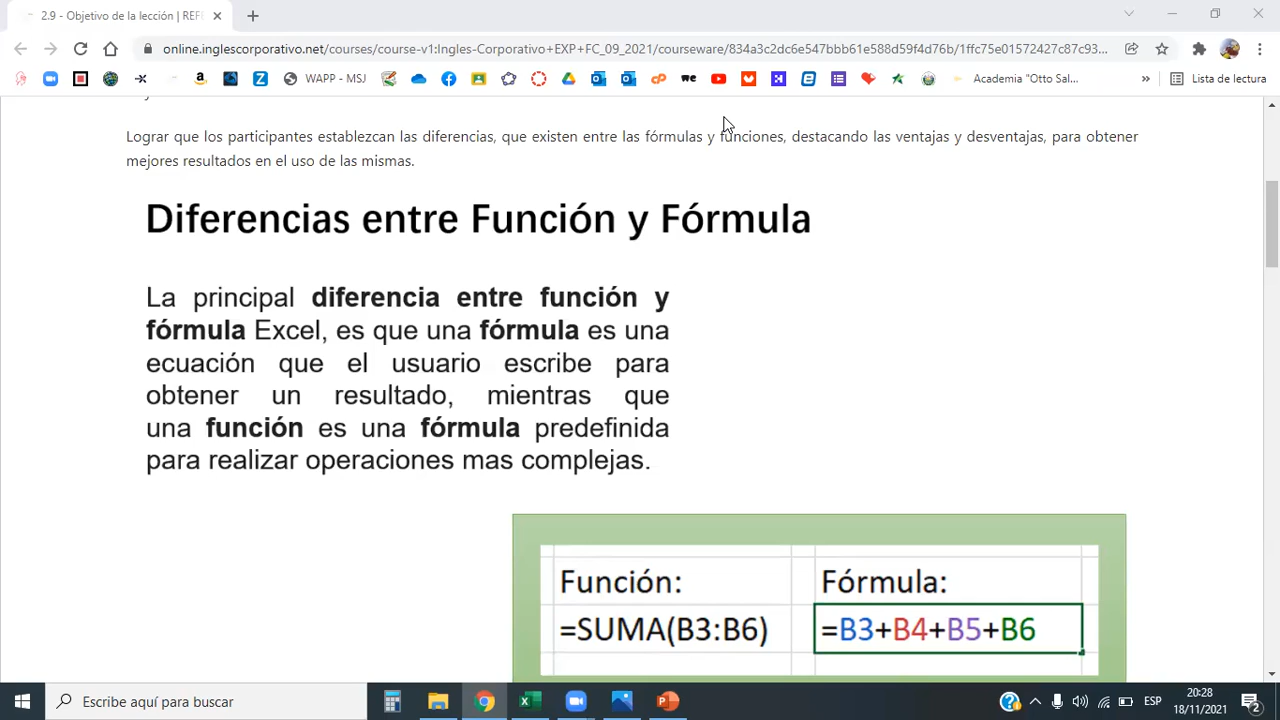 2.9 - Objetivo de la lección | REFE
online.inglescorporativo.net/courses/course-v1:Ingles-Corporativo+EXP+FC_09_2021/courseware/834a3c2dc6e547bbb61e588d59f4d76b/1ffc75e01572427c87c93...
WAPP - MSJ
Academia "Otto Sal...
Lista de lectura
Lograr que los participantes establezcan las diferencias, que existen entre las fórmulas y funciones, destacando las ventajas y desventajas, para obtener
mejores resultados en el uso de las mismas.
Diferencias entre Función y Fórmula
La principal diferencia entre función y
fórmula Excel, es que una fórmula es una
ecuación que el usuario escribe para
obtener un resultado, mientras que
una función es una fórmula predefinida
para realizar operaciones mas complejas.
Función: Fórmula:
=SUMA(B3:B6) =B3+B4+B5+B6
Escribe aquí para buscar
ESP
20:28
18/11/2021
2